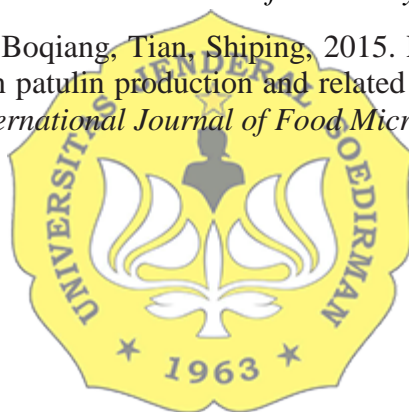 Boqiang, Tian, Shiping, 2015.
n patulin production and related
ernational Journal of Food Micr
UNIVERSITAS JENDERAL SOEDIRMAN
1963